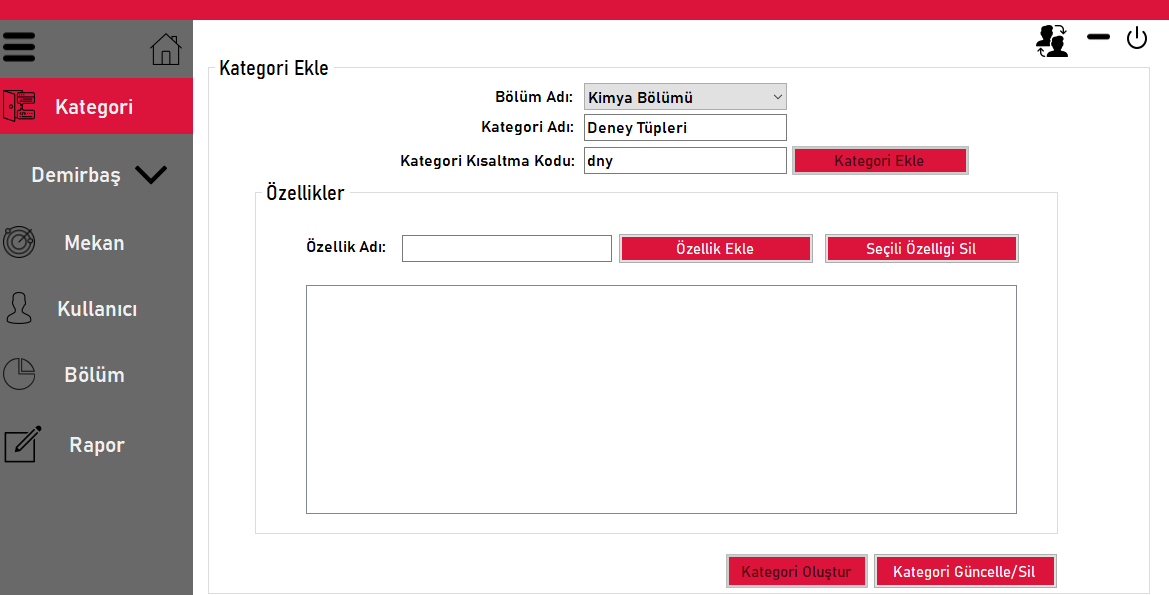 Kategori
Demirbaş
Mekan
Kullanıcı
Bölüm
Rapor
Kategori Ekle
Bölüm Adı: Kimya Bölümü
Kategori Adı: Deney Tüpleri
Kategori Kısaltma Kodu: dny Kategori Ekle
Özellikler
Özellik Adı: Özellik Ekle Seçili Özelligi Sil
Kategori Oluştur Kategori Güncelle/Sil